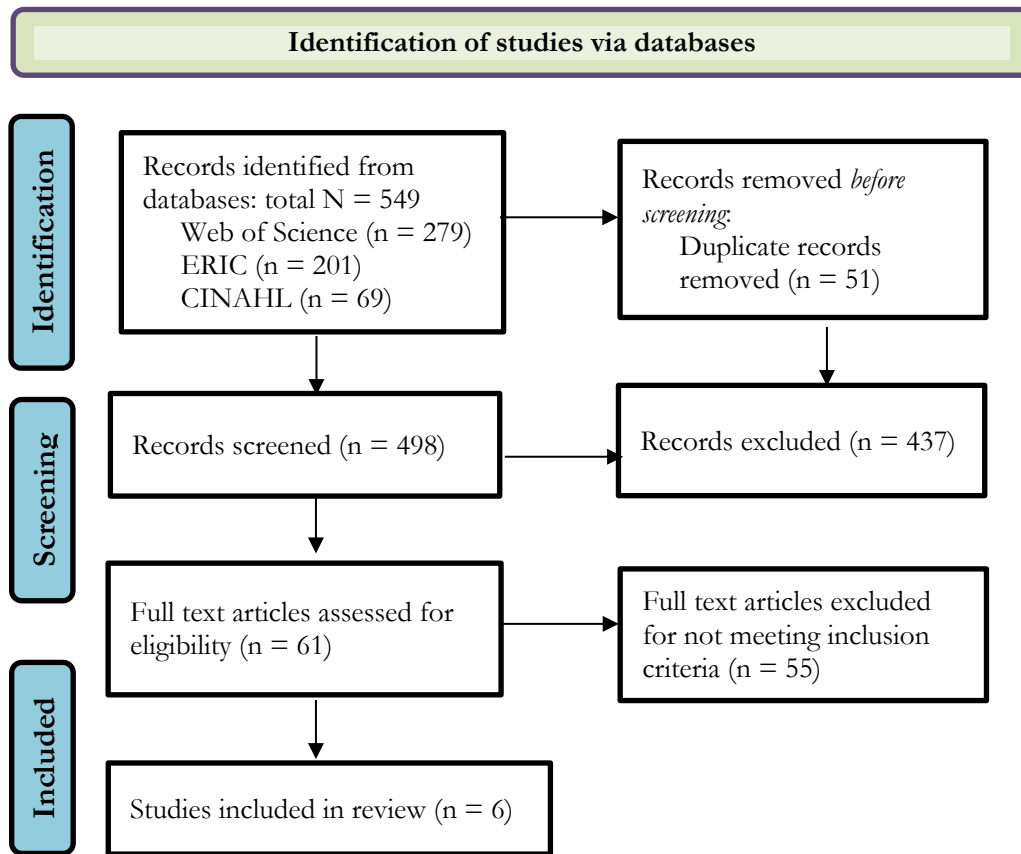 Identification of studies via databases
Identification
Records identified from
databases: total N = 549
Web of Science (n = 279)
ERIC (n = 201)
CINAHL (n = 69)
Records removed before
screening:
Duplicate records
removed (n = 51)
Screening
Records screened (n = 498)
Records excluded (n = 437)
Full text articles assessed for
eligibility (n = 61)
Full text articles excluded
for not meeting inclusion
criteria (n = 55)
Included
Studies included in review (n = 6)